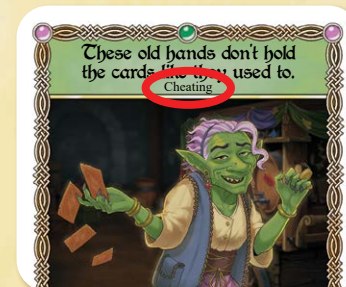 These old hands don't hold
the cards like they used to.
Cheating